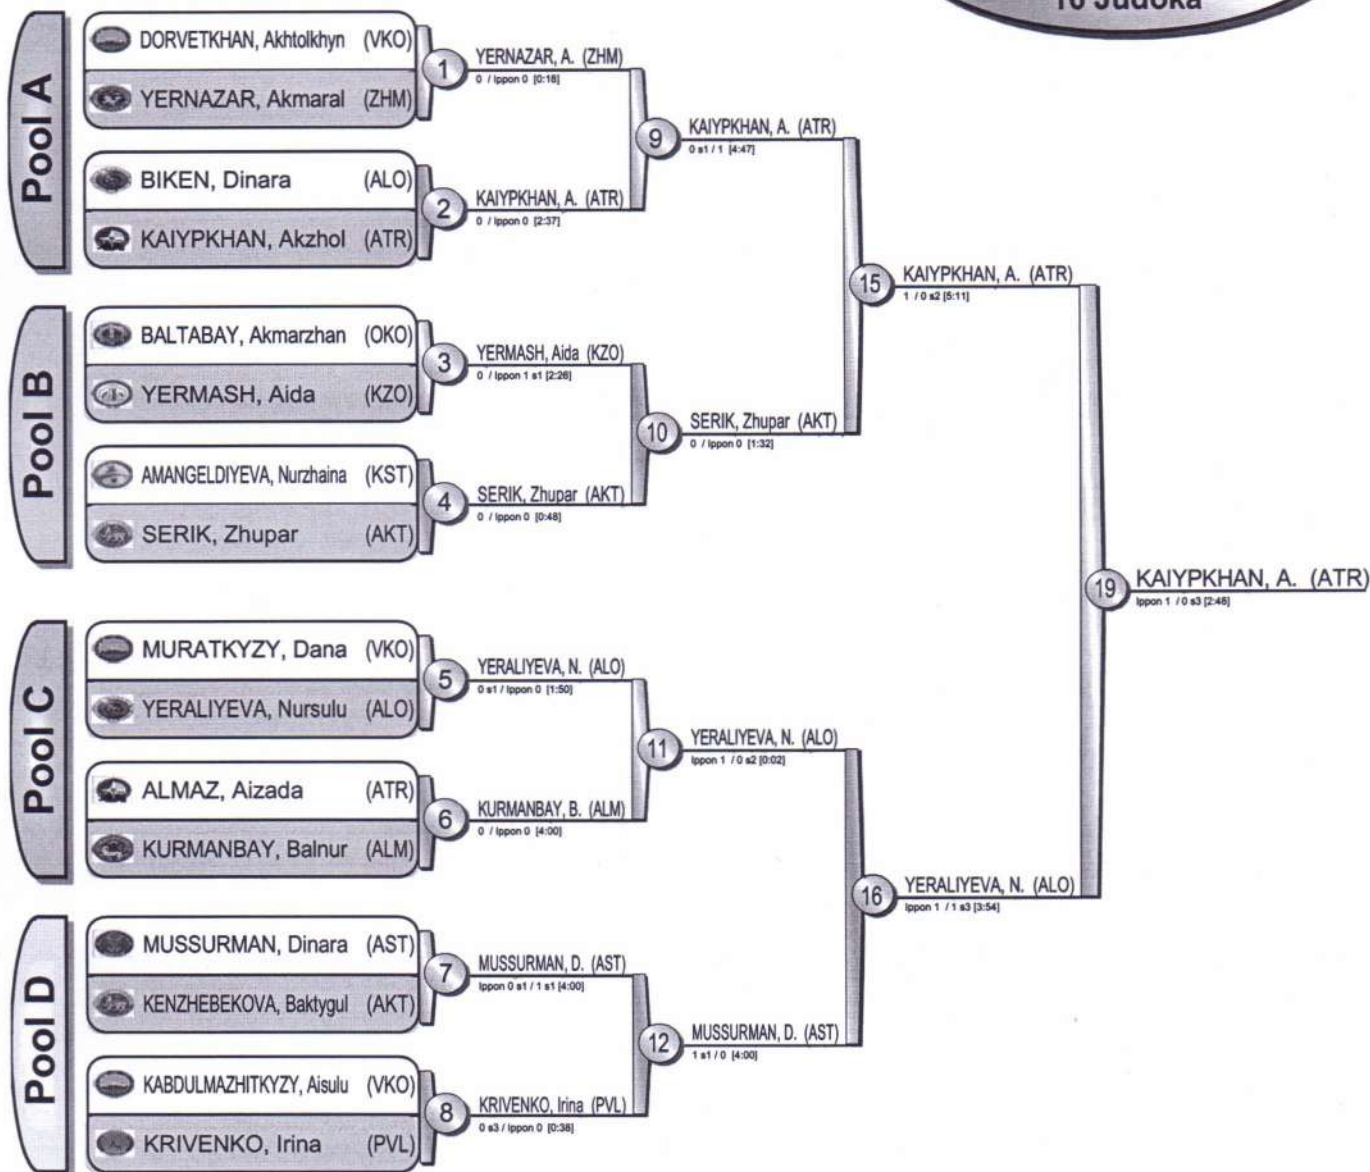 16 Judoka
Pool A
DORVETKHAN, Akhtolkhyn (VKO)
YERNAZAR, Akmaral (ZHM)
BIKEN, Dinara (ALO)
KAIYPKHAN, Akzhol (ATR)
Pool B
BALTABAY, Akmarzhan (OKO)
YERMASH, Aida (KZO)
AMANGELDIYEVA, Nurzhaina (KST)
SERIK, Zhupar (AKT)
Pool C
MURATKYZY, Dana (VKO)
YERALIYEVA, Nursulu (ALO)
ALMAZ, Aizada (ATR)
KURMANBAY, Balnur (ALM)
Pool D
MUSSURMAN, Dinara (AST)
KENZHEBEKOVA, Baktygul (AKT)
KABDULMAZHITKYZY, Aisulu (VKO)
KRIVENKO, Irina (PVL)
1
YERNAZAR, A. (ZHM)
0 / Ippon 0 [0:16]
2
KAIYPKHAN, A. (ATR)
0 / Ippon 0 [2:37]
3
YERMASH, Aida (KZO)
0 / Ippon 1 s1 [2:26]
4
SERIK, Zhupar (AKT)
0 / Ippon 0 [0:48]
5
YERALIYEVA, N. (ALO)
0 s1 / Ippon 0 [1:50]
6
KURMANBAY, B. (ALM)
0 / Ippon 0 [4:00]
7
MUSSURMAN, D. (AST)
Ippon 0 s1 / 1 s1 [4:00]
8
KRIVENKO, Irina (PVL)
0 s3 / Ippon 0 [0:38]
9
KAIYPKHAN, A. (ATR)
0 s1 / 1 [4:47]
10
SERIK, Zhupar (AKT)
0 / Ippon 0 [1:32]
11
YERALIYEVA, N. (ALO)
Ippon 1 / 0 s2 [0:02]
12
MUSSURMAN, D. (AST)
1 s1 / 0 [4:00]
15
KAIYPKHAN, A. (ATR)
1 / 0 s2 [5:11]
16
YERALIYEVA, N. (ALO)
Ippon 1 / 1 s3 [3:54]
19
KAIYPKHAN, A. (ATR)
Ippon 1 / 0 s3 [2:46]